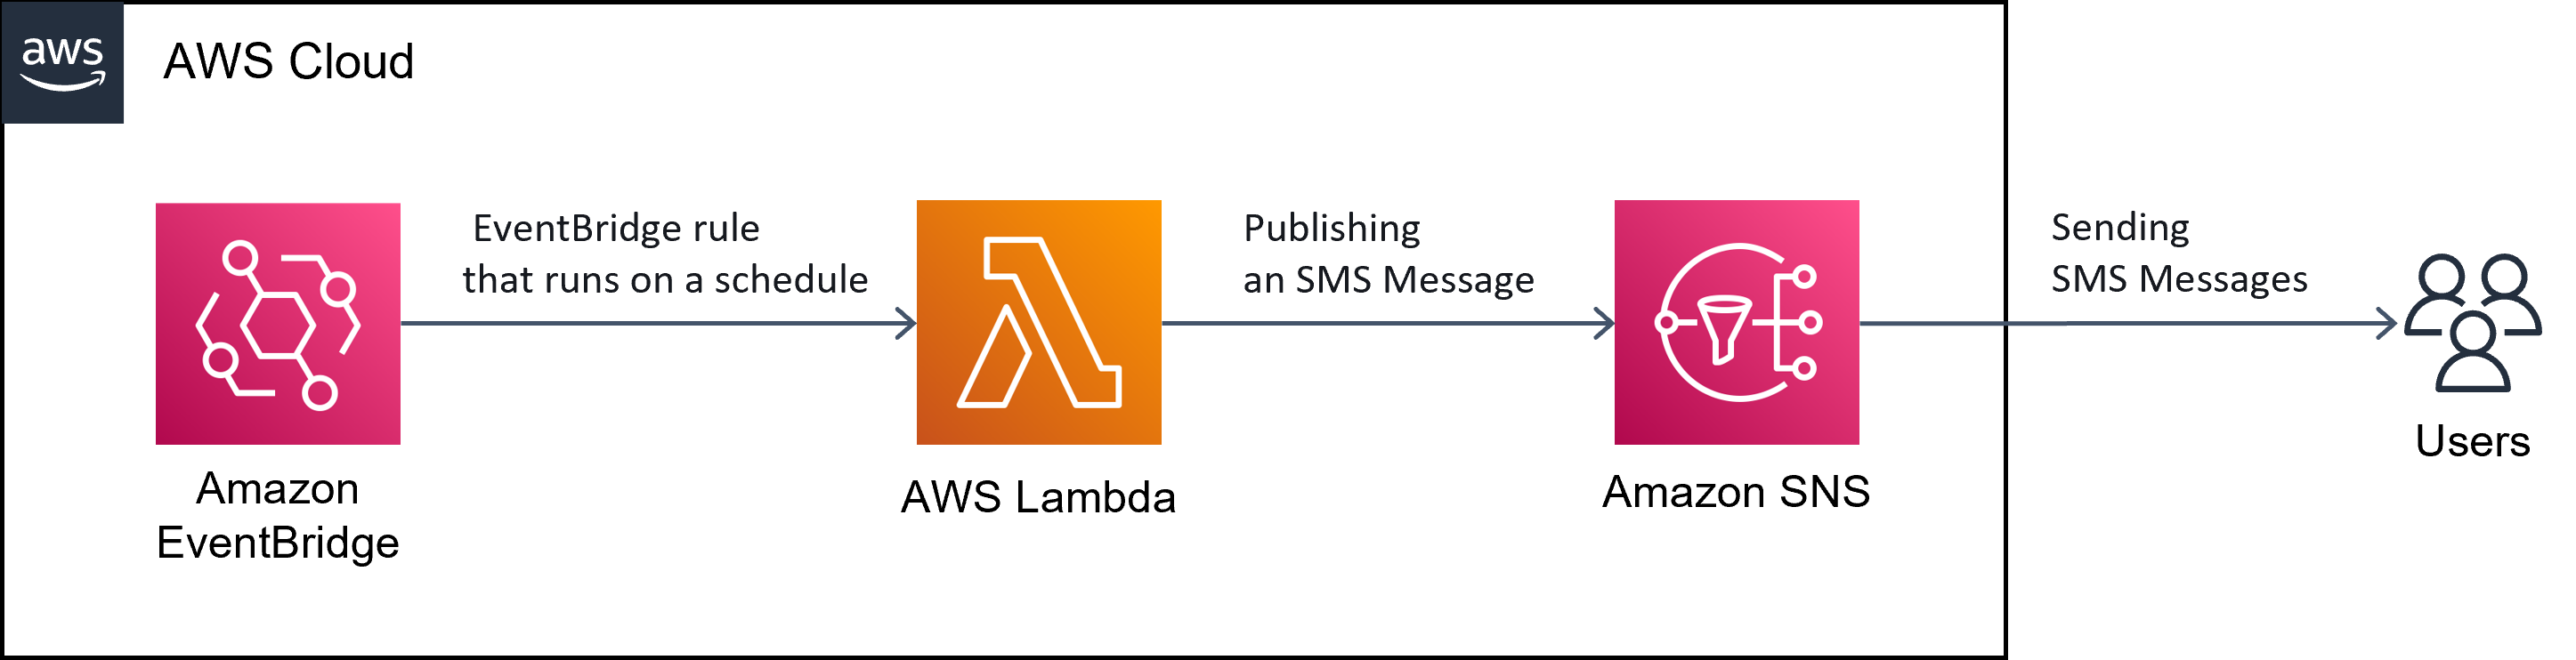 aws
AWS Cloud
EventBridge rule
that runs on a schedule
Publishing
an SMS Message
Sending
SMS Messages
Amazon
EventBridge
AWS Lambda
Amazon SNS
Users